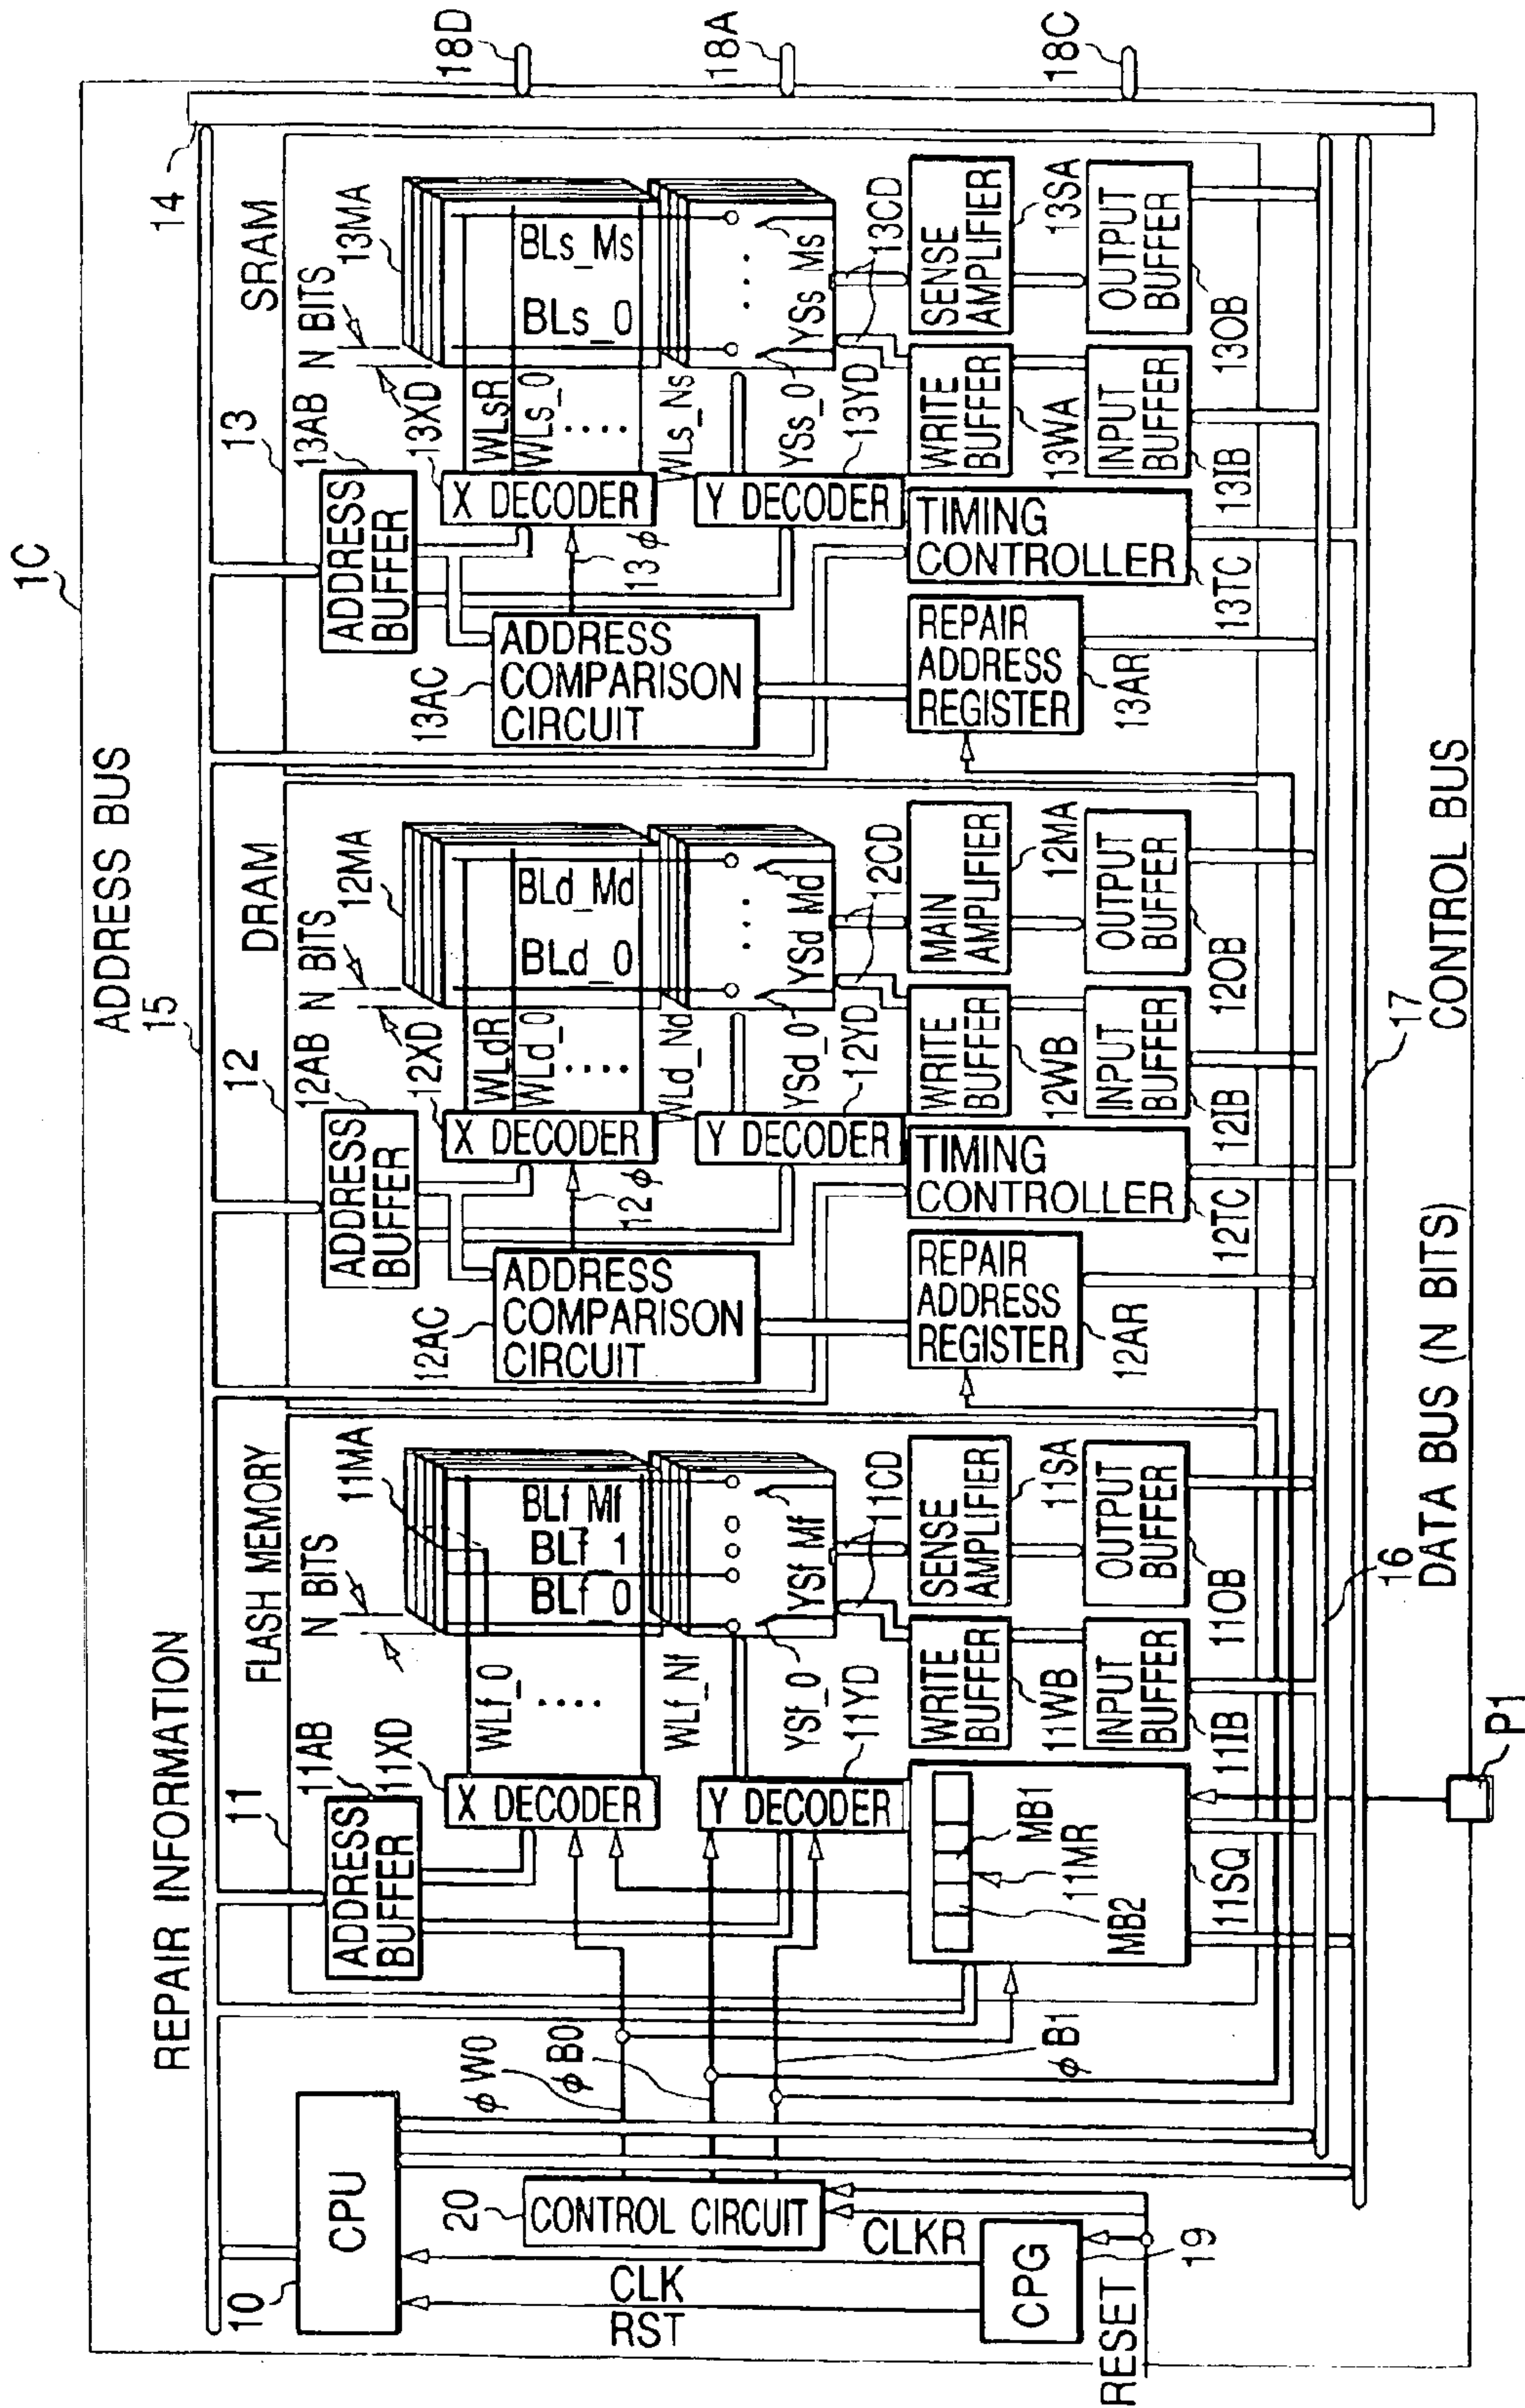 1C
ADDRESS BUS
15
14
REPAIR INFORMATION
10
CPU
20
CONTROL CIRCUIT
CLK
RST
CLKR
CPG
19
RESET
φ W0
φ B0
φ B1
11
FLASH MEMORY
11AB
ADDRESS
BUFFER
11XD
X DECODER
N BITS
11MA
WLf_0
....
WLf_Nf
BLf_Mf
BLf_1
BLf_0
Y DECODER
11YD
YSf_0
YSf_Mf
11CD
MB1
11MR
MB2
11SQ
WRITE
BUFFER
11WB
SENSE
AMPLIFIER
11SA
INPUT
BUFFER
11IB
OUTPUT
BUFFER
11OB
P1
12
DRAM
12AB
ADDRESS
BUFFER
12XD
X DECODER
N BITS
12MA
WLdR
WLd_0
....
WLd_Nd
BLd_Md
BLd_0
12 φ
12AC
ADDRESS
COMPARISON
CIRCUIT
Y DECODER
12YD
YSd_0
...
YSd_Md
12CD
REPAIR
ADDRESS
REGISTER
12AR
TIMING
CONTROLLER
12TC
WRITE
BUFFER
12WB
MAIN
AMPLIFIER
12MA
INPUT
BUFFER
12IB
OUTPUT
BUFFER
12OB
13
SRAM
13AB
ADDRESS
BUFFER
13XD
X DECODER
N BITS
13MA
WLsR
WLs_0
....
WLs_Ns
BLs_Ms
BLs_0
13 φ
13AC
ADDRESS
COMPARISON
CIRCUIT
Y DECODER
13YD
YSs_0
...
YSs_Ms
13CD
REPAIR
ADDRESS
REGISTER
13AR
TIMING
CONTROLLER
13TC
WRITE
BUFFER
13WA
SENSE
AMPLIFIER
13SA
INPUT
BUFFER
13IB
OUTPUT
BUFFER
13OB
18D
18A
18C
16
DATA BUS (N BITS)
17
CONTROL BUS